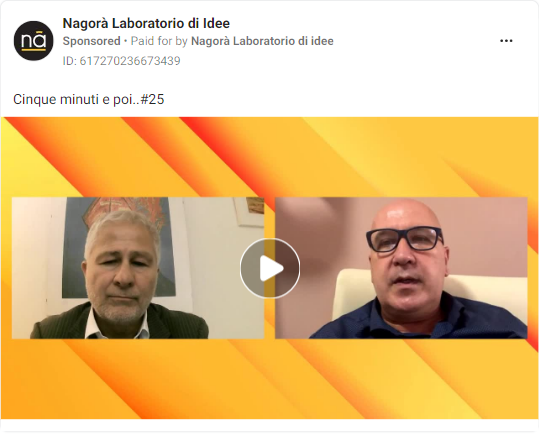 nā
Nagorà Laboratorio di Idee
Sponsored • Paid for by Nagorà Laboratorio di idee
ID: 617270236673439
Cinque minuti e poi..#25